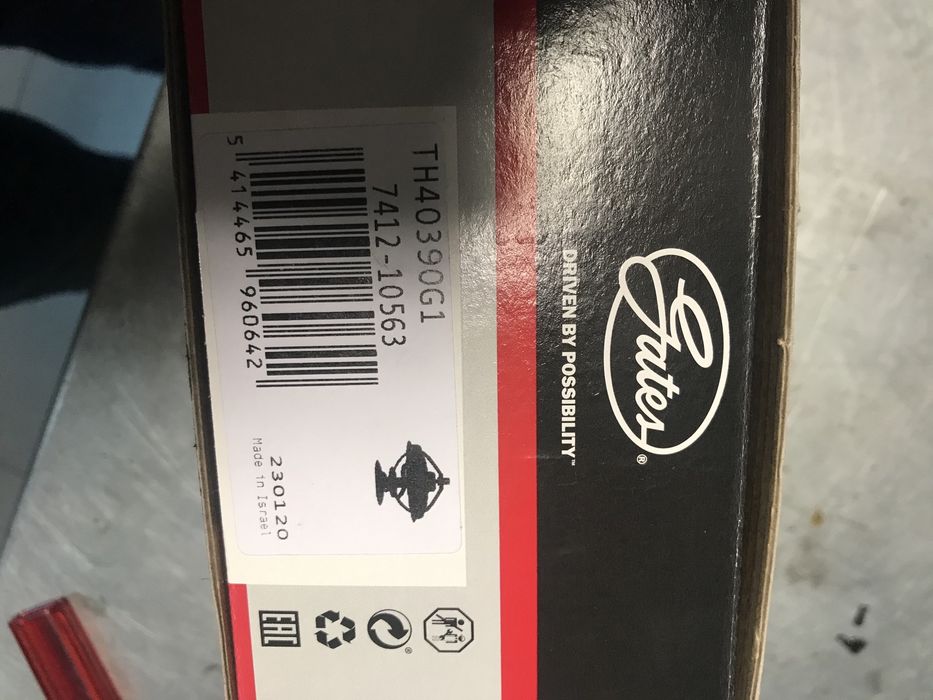 Gates®
DRIVEN BY POSSIBILITY™
TH40390G1
7412-10563
5 414465 960642
230120
Made in Israel
EAC